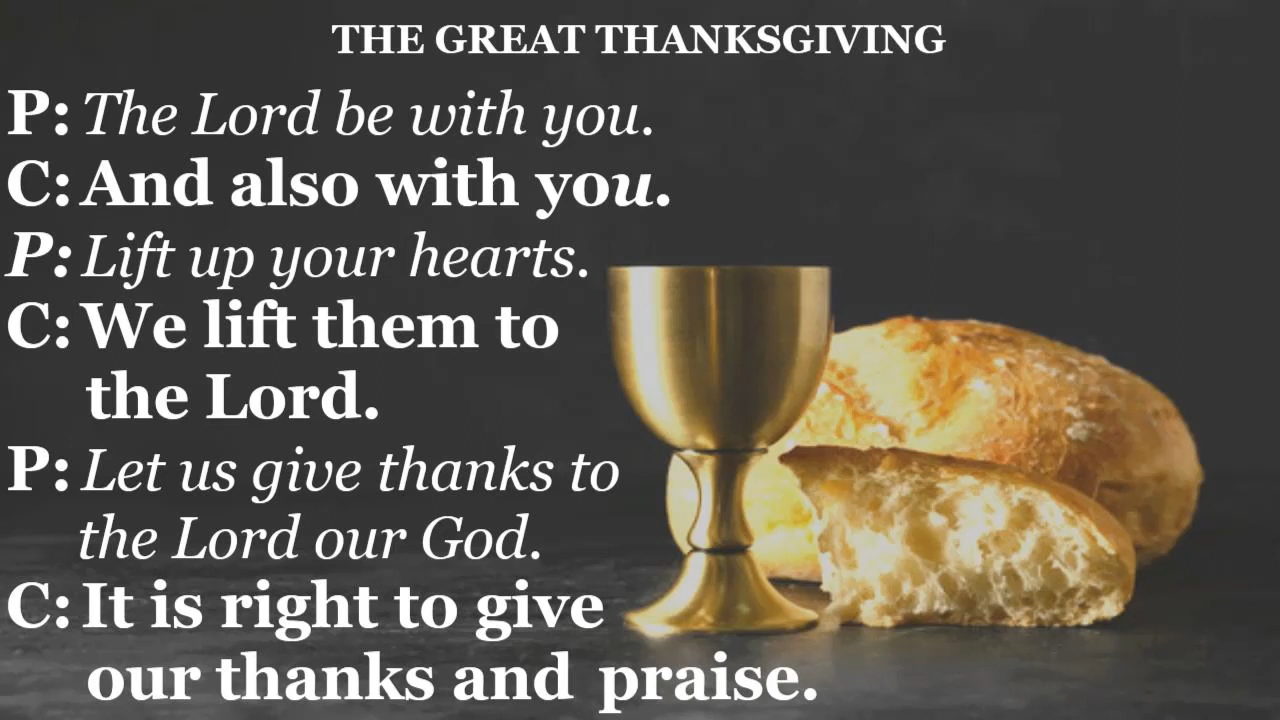 THE GREAT THANKSGIVING
P: The Lord be with you.
C: And also with you.
P: Lift up your hearts.
C: We lift them to
the Lord.
P: Let us give thanks to
the Lord our God.
C: It is right to give
our thanks and praise.